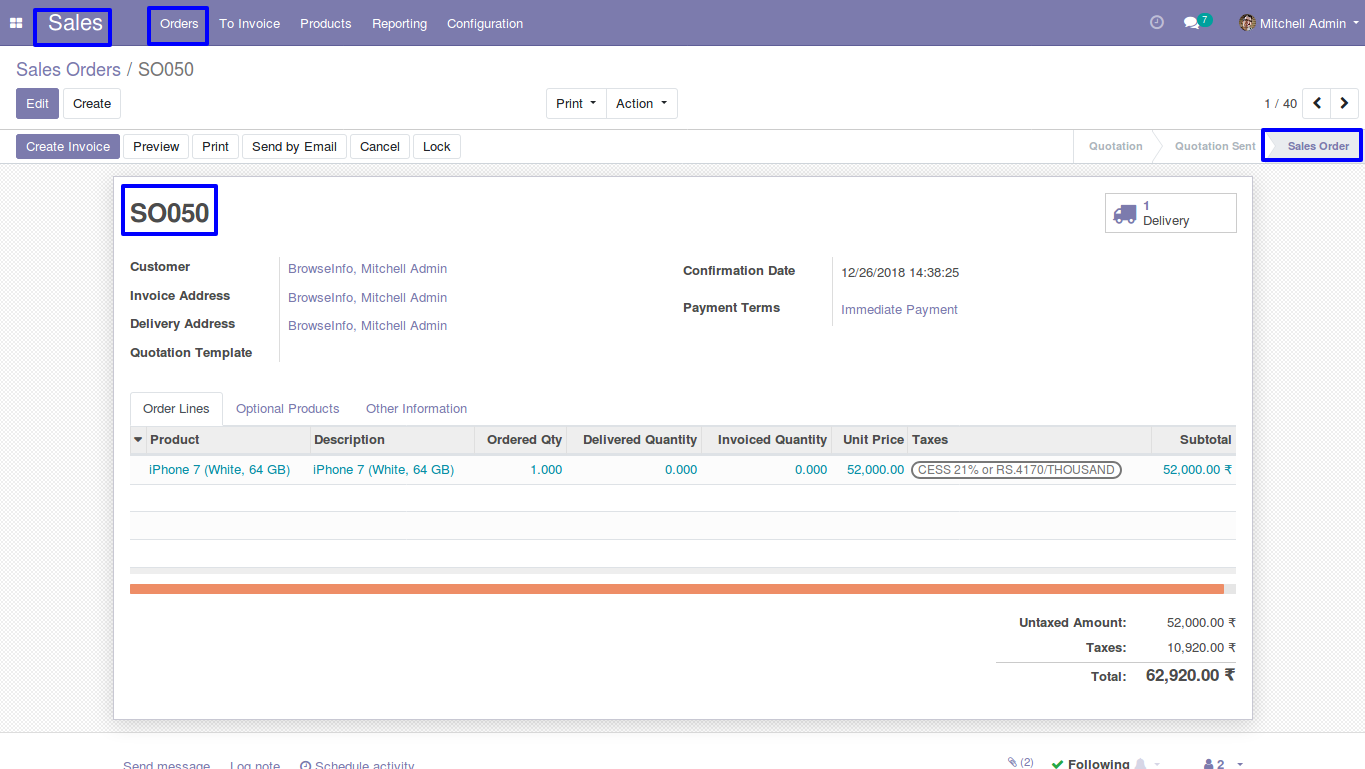 Sales Orders To Invoice Products Reporting Configuration 7 Mitchell Admin
Sales Orders / SO050
Edit Create Print Action 1 / 40
Create Invoice Preview Print Send by Email Cancel Lock Quotation Quotation Sent Sales Order
SO050
1
Delivery
Customer BrowseInfo, Mitchell Admin
Invoice Address BrowseInfo, Mitchell Admin
Delivery Address BrowseInfo, Mitchell Admin
Quotation Template
Confirmation Date 12/26/2018 14:38:25
Payment Terms Immediate Payment
Order Lines Optional Products Other Information
Product Description Ordered Qty Delivered Quantity Invoiced Quantity Unit Price Taxes Subtotal
iPhone 7 (White, 64 GB) iPhone 7 (White, 64 GB) 1.000 0.000 0.000 52,000.00 CESS 21% or RS.4170/THOUSAND 52,000.00 ₹
Untaxed Amount: 52,000.00 ₹
Taxes: 10,920.00 ₹
Total: 62,920.00 ₹
Send message Log note Schedule activity (2) Following 2